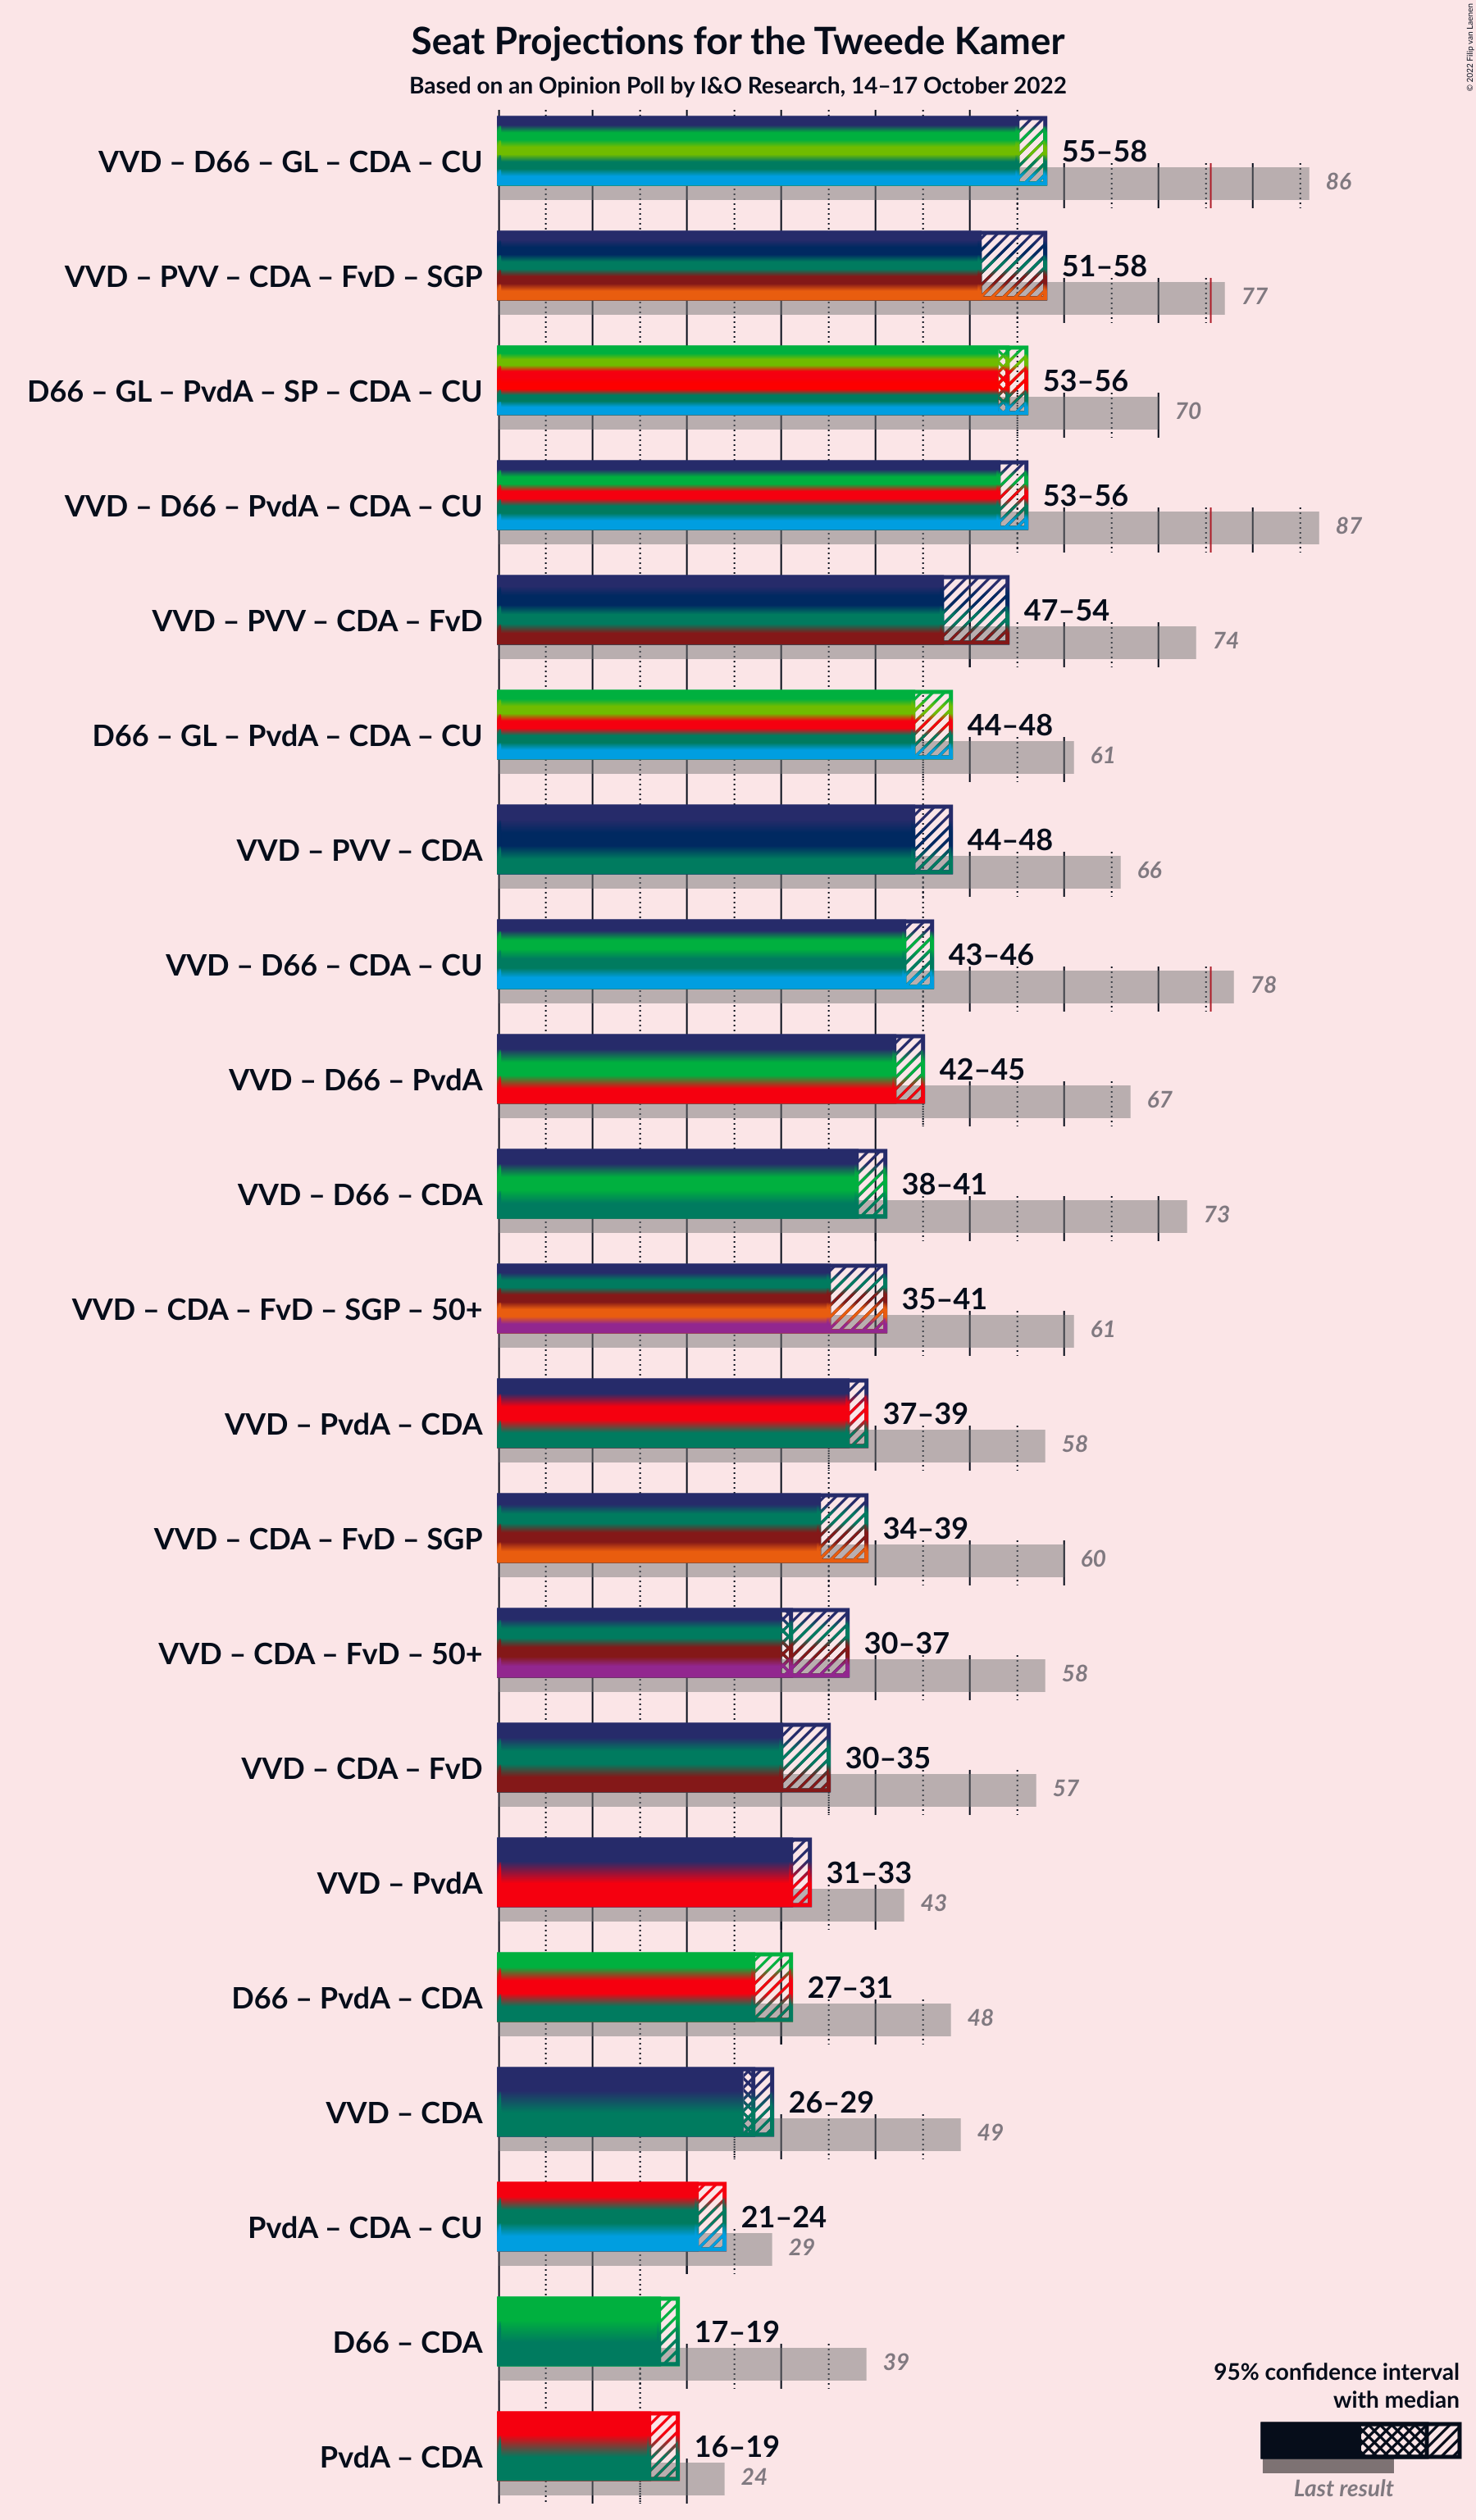 Seat Projections for the Tweede Kamer
Based on an Opinion Poll by I&O Research, 14–17 October 2022
© 2022 Filip van Laenen
VVD – D66 – GL – CDA – CU
55–58
86
VVD – PVV – CDA – FvD – SGP
51–58
77
D66 – GL – PvdA – SP – CDA – CU
53–56
70
VVD – D66 – PvdA – CDA – CU
53–56
87
VVD – PVV – CDA – FvD
47–54
74
D66 – GL – PvdA – CDA – CU
44–48
61
VVD – PVV – CDA
44–48
66
VVD – D66 – CDA – CU
43–46
78
VVD – D66 – PvdA
42–45
67
VVD – D66 – CDA
38–41
73
VVD – CDA – FvD – SGP – 50+
35–41
61
VVD – PvdA – CDA
37–39
58
VVD – CDA – FvD – SGP
34–39
60
VVD – CDA – FvD – 50+
30–37
58
VVD – CDA – FvD
30–35
57
VVD – PvdA
31–33
43
D66 – PvdA – CDA
27–31
48
VVD – CDA
26–29
49
PvdA – CDA – CU
21–24
29
D66 – CDA
17–19
39
PvdA – CDA
16–19
24
95% confidence interval
with median
Last result